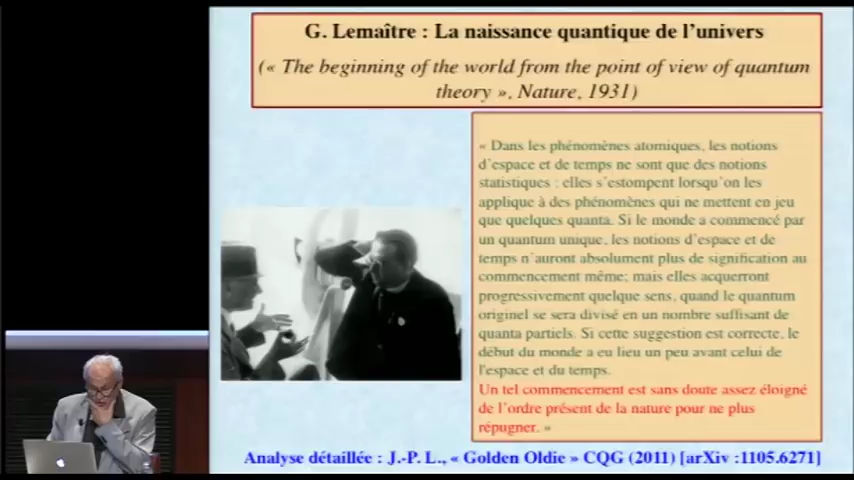 G. Lemaître : La naissance quantique de l'univers
(« The beginning of the world from the point of view of quantum
theory », Nature, 1931)
« Dans les phénomènes atomiques, les notions
d'espace et de temps ne sont que des notions
statistiques : elles s'estompent lorsqu'on les
applique à des phénomènes qui ne mettent en jeu
que quelques quanta. Si le monde a commencé par
un quantum unique, les notions d'espace et de
temps n'auront absolument plus de signification au
commencement même; mais elles acquerront
progressivement quelque sens, quand le quantum
originel se sera divisé en un nombre suffisant de
quanta partiels. Si cette suggestion est correcte, le
début du monde a eu lieu un peu avant celui de
l'espace et du temps.
Un tel commencement est sans doute assez éloigné
de l'ordre présent de la nature pour ne plus
répugner. »
Analyse détaillée : J.-P. L., « Golden Oldie » CQG (2011) [arXiv :1105.6271]